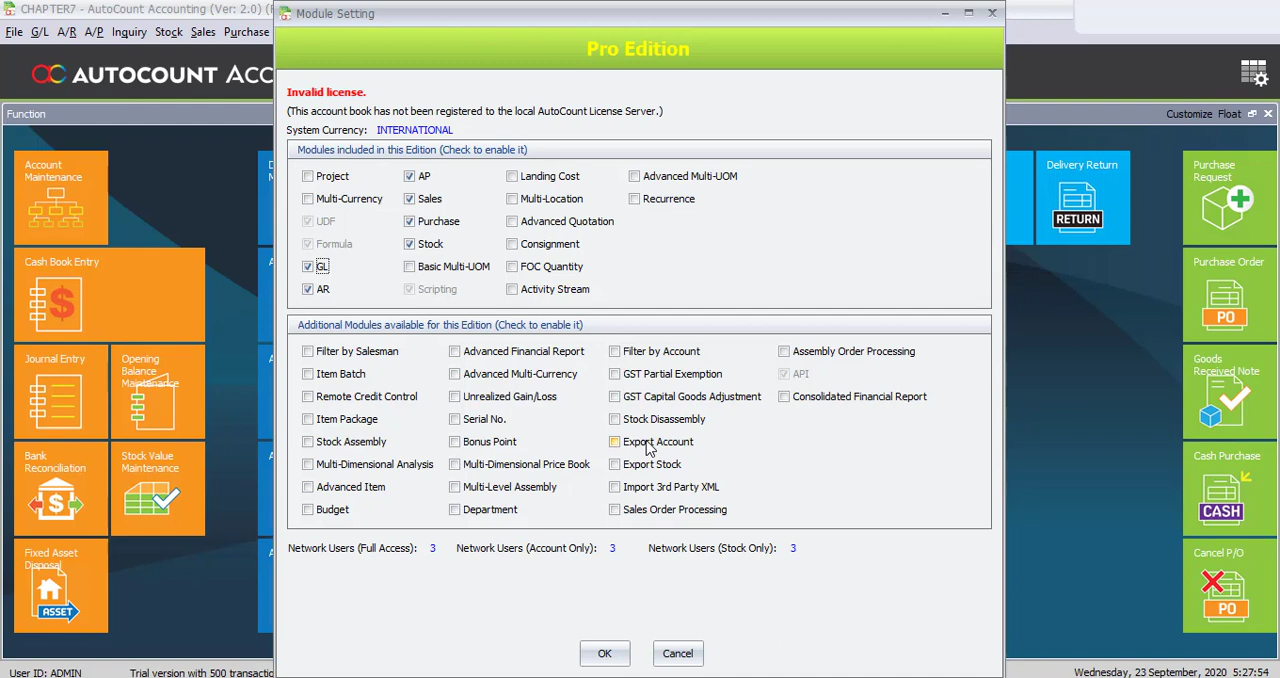 CHAPTER7 - AutoCount Accounting (Ver: 2.0)
Module Setting
File G/L A/R A/P Inquiry Stock Sales Purchase
Pro Edition
AUTOCOUNT
Invalid license.
(This account book has not been registered to the local AutoCount License Server.)
System Currency: INTERNATIONAL
Function
Customize Float
Modules included in this Edition (Check to enable it)
Project AP Landing Cost Advanced Multi-UOM
Multi-Currency Sales Multi-Location Recurrence
UDF Purchase Advanced Quotation
Formula Stock Consignment
GL Basic Multi-UOM FOC Quantity
AR Scripting Activity Stream
Additional Modules available for this Edition (Check to enable it)
Filter by Salesman Advanced Financial Report Filter by Account Assembly Order Processing
Item Batch Advanced Multi-Currency GST Partial Exemption API
Remote Credit Control Unrealized Gain/Loss GST Capital Goods Adjustment Consolidated Financial Report
Item Package Serial No. Stock Disassembly
Stock Assembly Bonus Point Export Account
Multi-Dimensional Analysis Multi-Dimensional Price Book Export Stock
Advanced Item Multi-Level Assembly Import 3rd Party XML
Budget Department Sales Order Processing
Network Users (Full Access): 3 Network Users (Account Only): 3 Network Users (Stock Only): 3
OK Cancel
Account
Maintenance
Cash Book Entry
Journal Entry
Opening
Balance
Maintenance
Bank
Reconciliation
Stock Value
Maintenance
Fixed Asset
Disposal
ASSET
Delivery Return
RETURN
Purchase
Request
Purchase Order
PO
Goods
Received Note
Cash Purchase
CASH
Cancel P/O
PO
User ID: ADMIN
Trial version with 500
Wednesday, 23 September, 2020 5:27:54